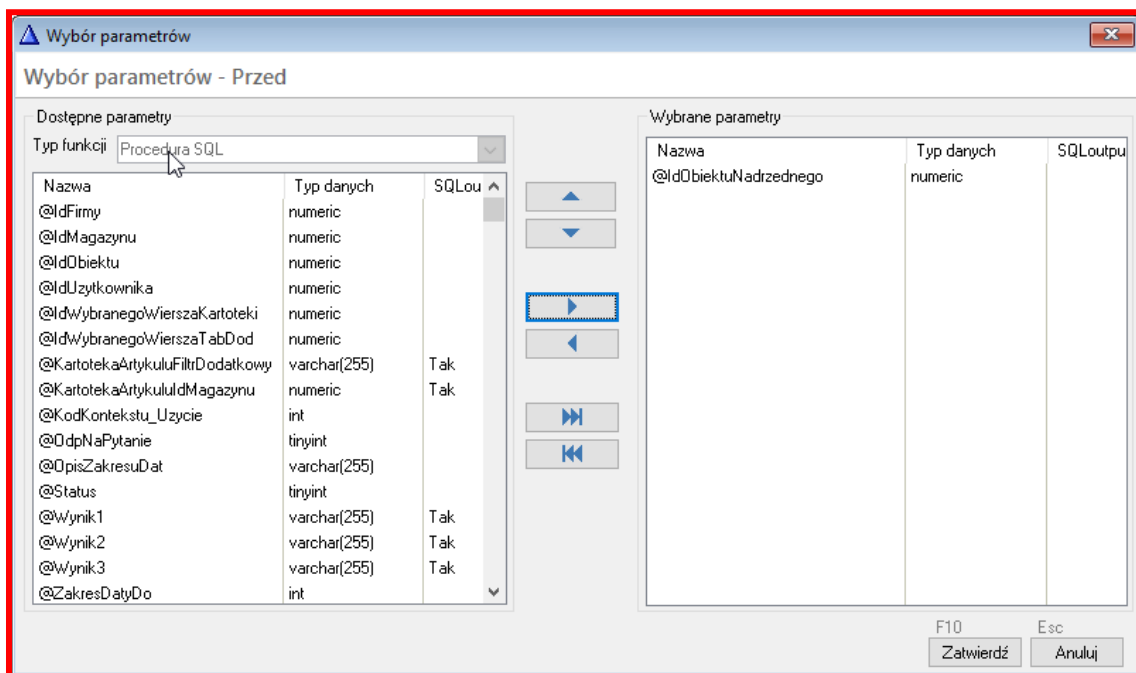 Wybór parametrów
Wybór parametrów - Przed
Dostępne parametry
Typ funkcji Procedura SQL
Nazwa Typ danych SQLou
@IdFirmy numeric
@IdMagazynu numeric
@IdObiektu numeric
@IdUzytkownika numeric
@IdWybranegoWierszaKartoteki numeric
@IdWybranegoWierszaTabDod numeric
@KartotekaArtykuluFiltrDodatkowy varchar(255) Tak
@KartotekaArtykuluIdMagazynu numeric Tak
@KodKontekstu_Uzycie int
@OdpNaPytanie tinyint
@OpisZakresuDat varchar(255)
@Status tinyint
@Wynik1 varchar(255) Tak
@Wynik2 varchar(255) Tak
@Wynik3 varchar(255) Tak
@ZakresDatyDo int
Wybrane parametry
Nazwa Typ danych SQLoutpu
@IdObiektuNadrzednego numeric
F10 Esc
Zatwierdź Anuluj